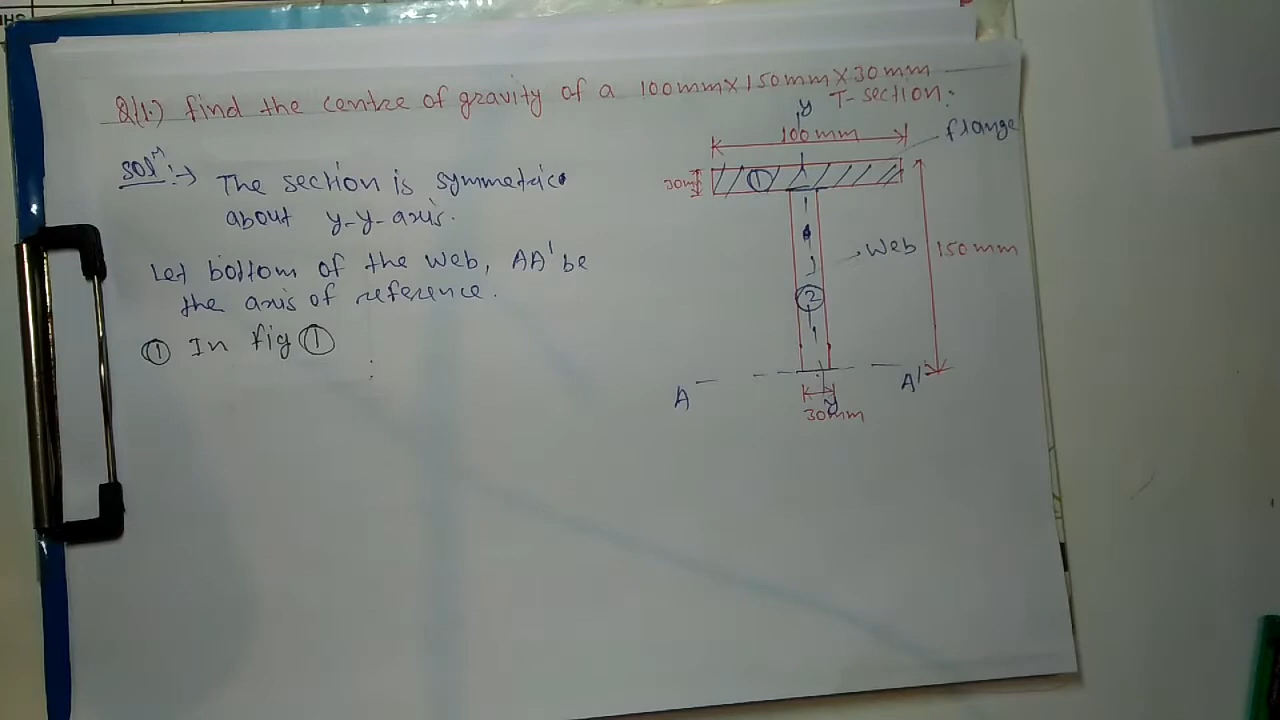 Q(1.) find the centre of gravity of a 100mm×150mm×30mm
T-section:
y
100mm
flange
30m
①
Solⁿ:→ The section is symmetric
about y-y-axis.
Web
150mm
Let bottom of the web, AA' be
the axis of reference.
②
① In fig ①
A
A'
y
30mm